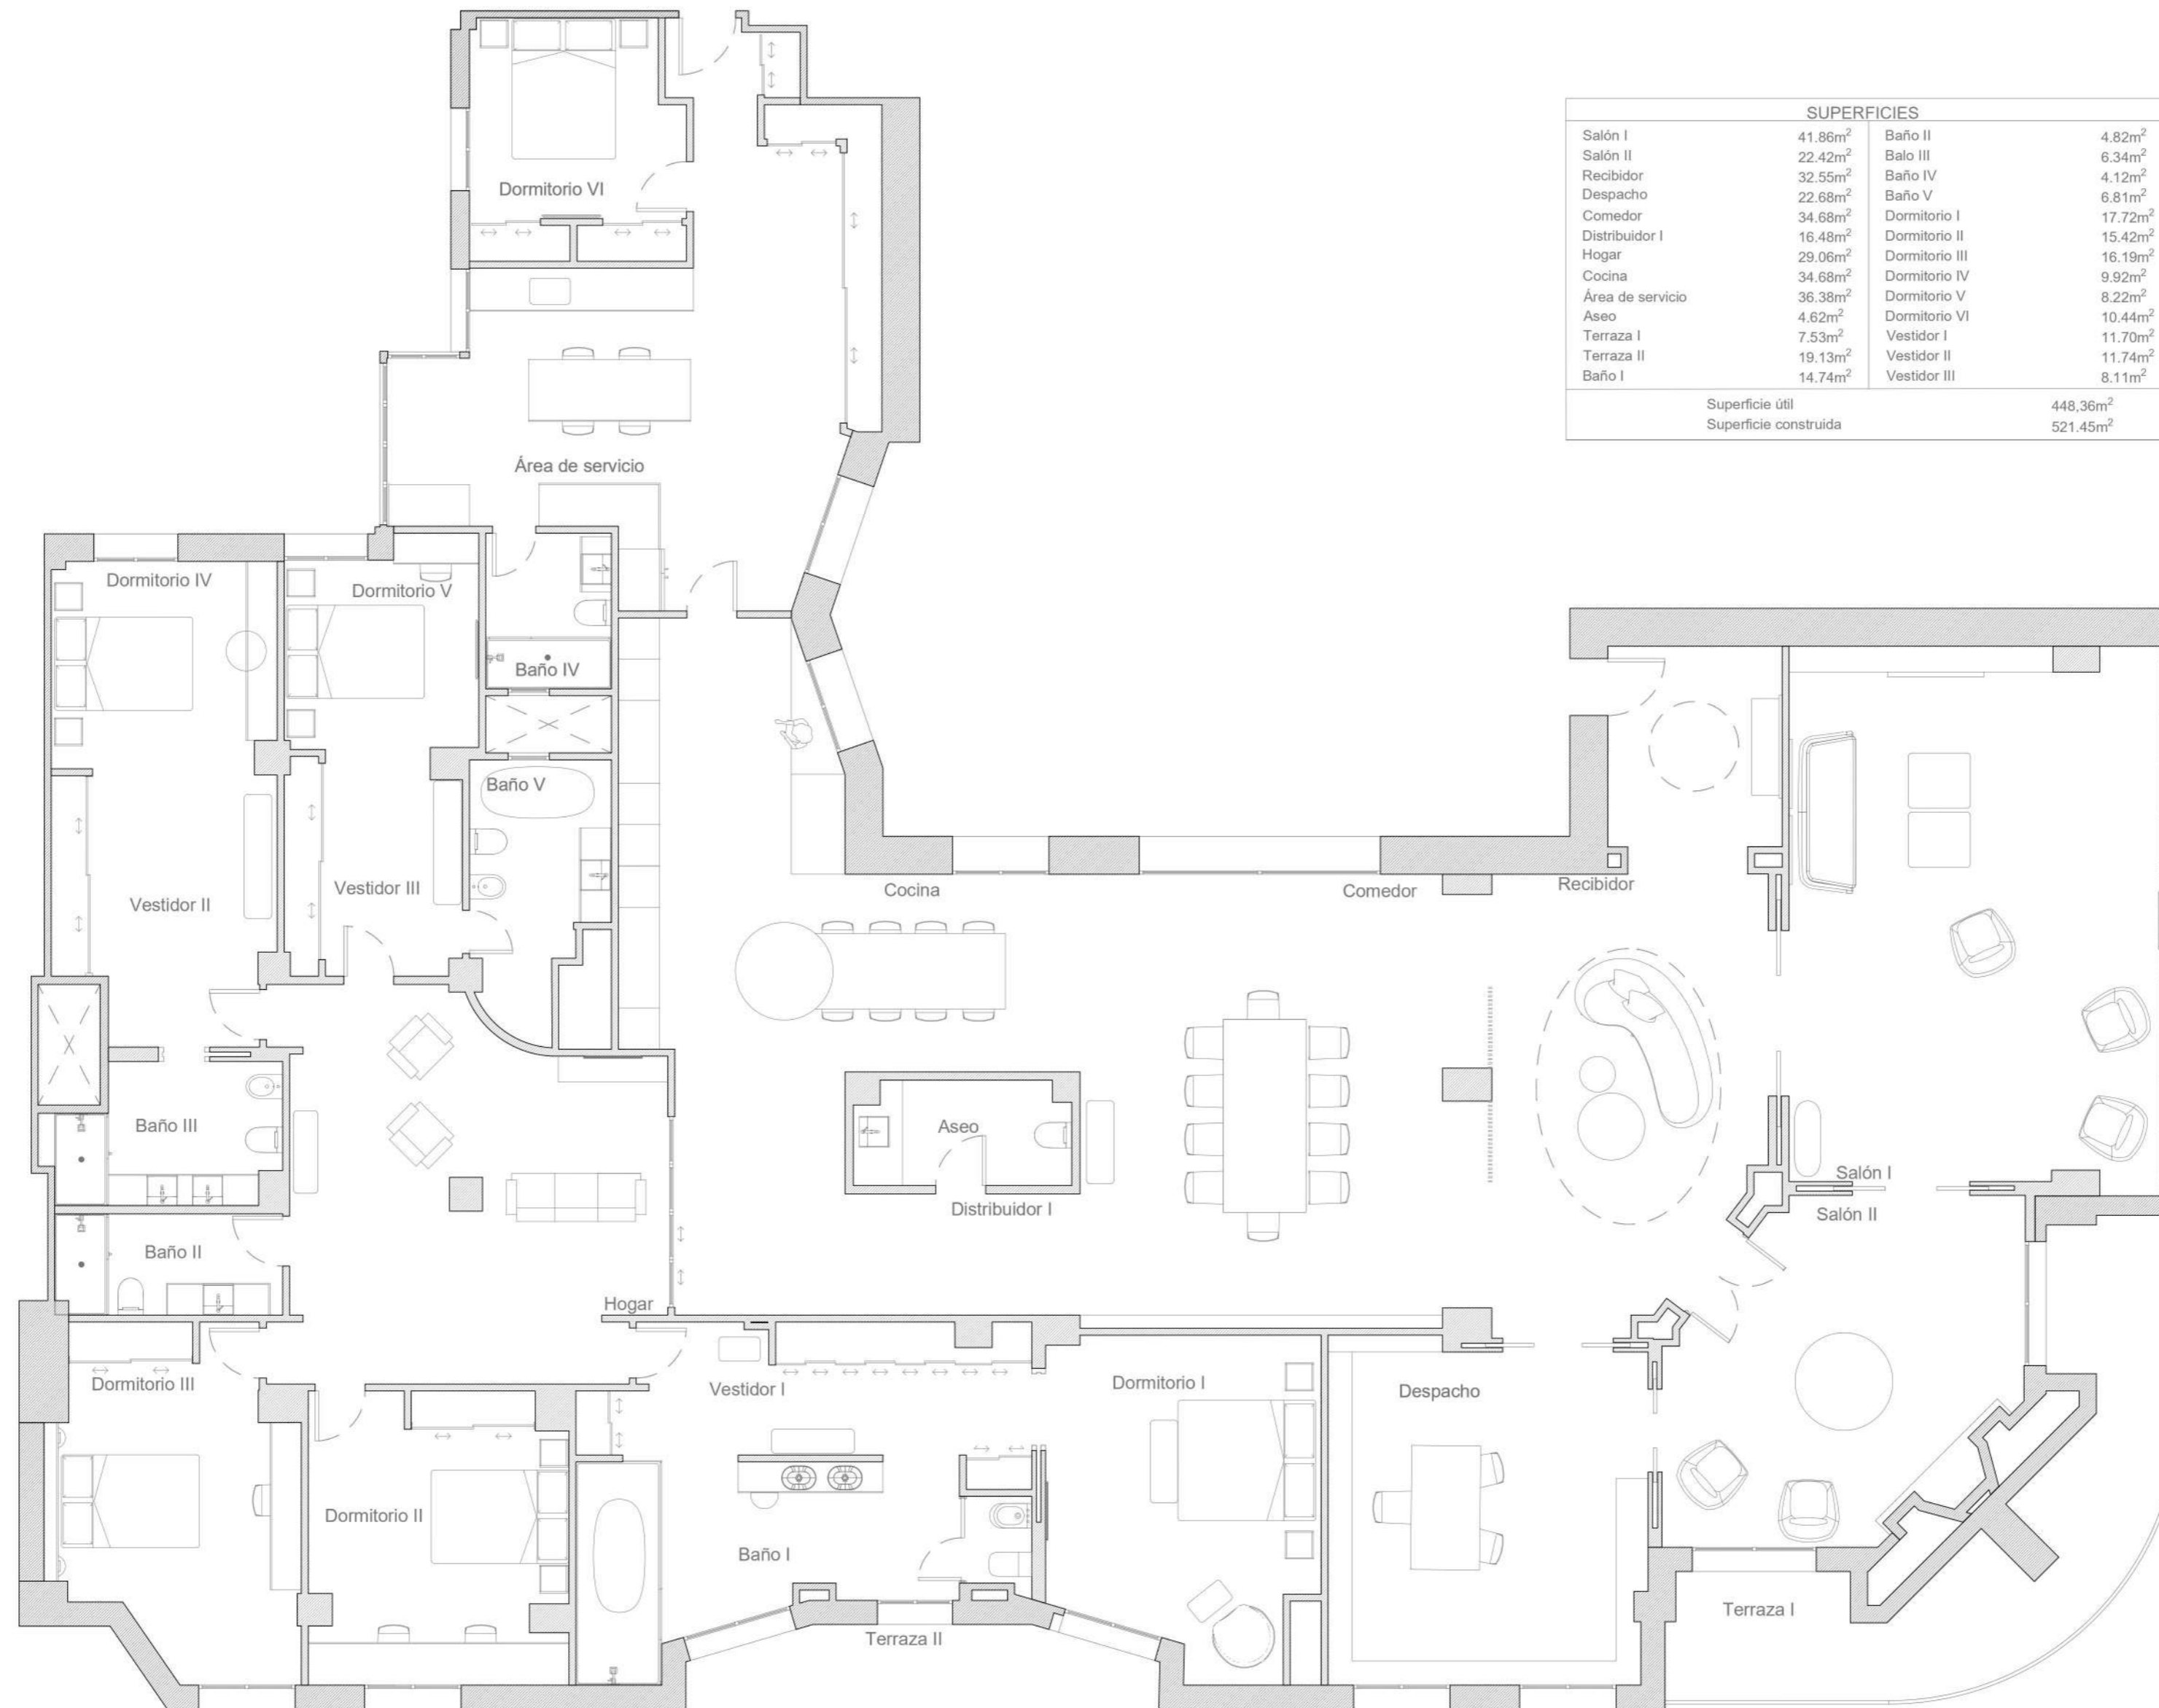 SUPERFICIES
Salón I 41.86m² Baño II 4.82m²
Salón II 22.42m² Balo III 6.34m²
Recibidor 32.55m² Baño IV 4.12m²
Despacho 22.68m² Baño V 6.81m²
Comedor 34.68m² Dormitorio I 17.72m²
Distribuidor I 16.48m² Dormitorio II 15.42m²
Hogar 29.06m² Dormitorio III 16.19m²
Cocina 34.68m² Dormitorio IV 9.92m²
Área de servicio 36.38m² Dormitorio V 8.22m²
Aseo 4.62m² Dormitorio VI 10.44m²
Terraza I 7.53m² Vestidor I 11.70m²
Terraza II 19.13m² Vestidor II 11.74m²
Baño I 14.74m² Vestidor III 8.11m²
Superficie útil 448,36m²
Superficie construida 521.45m²
Dormitorio VI
Área de servicio
Dormitorio IV
Dormitorio V
Baño IV
Baño V
Vestidor II
Vestidor III
Cocina
Comedor
Recibidor
Baño III
Aseo
Salón I
Distribuidor I
Salón II
Baño II
Hogar
Dormitorio III
Vestidor I
Dormitorio I
Despacho
Dormitorio II
Baño I
Terraza II
Terraza I